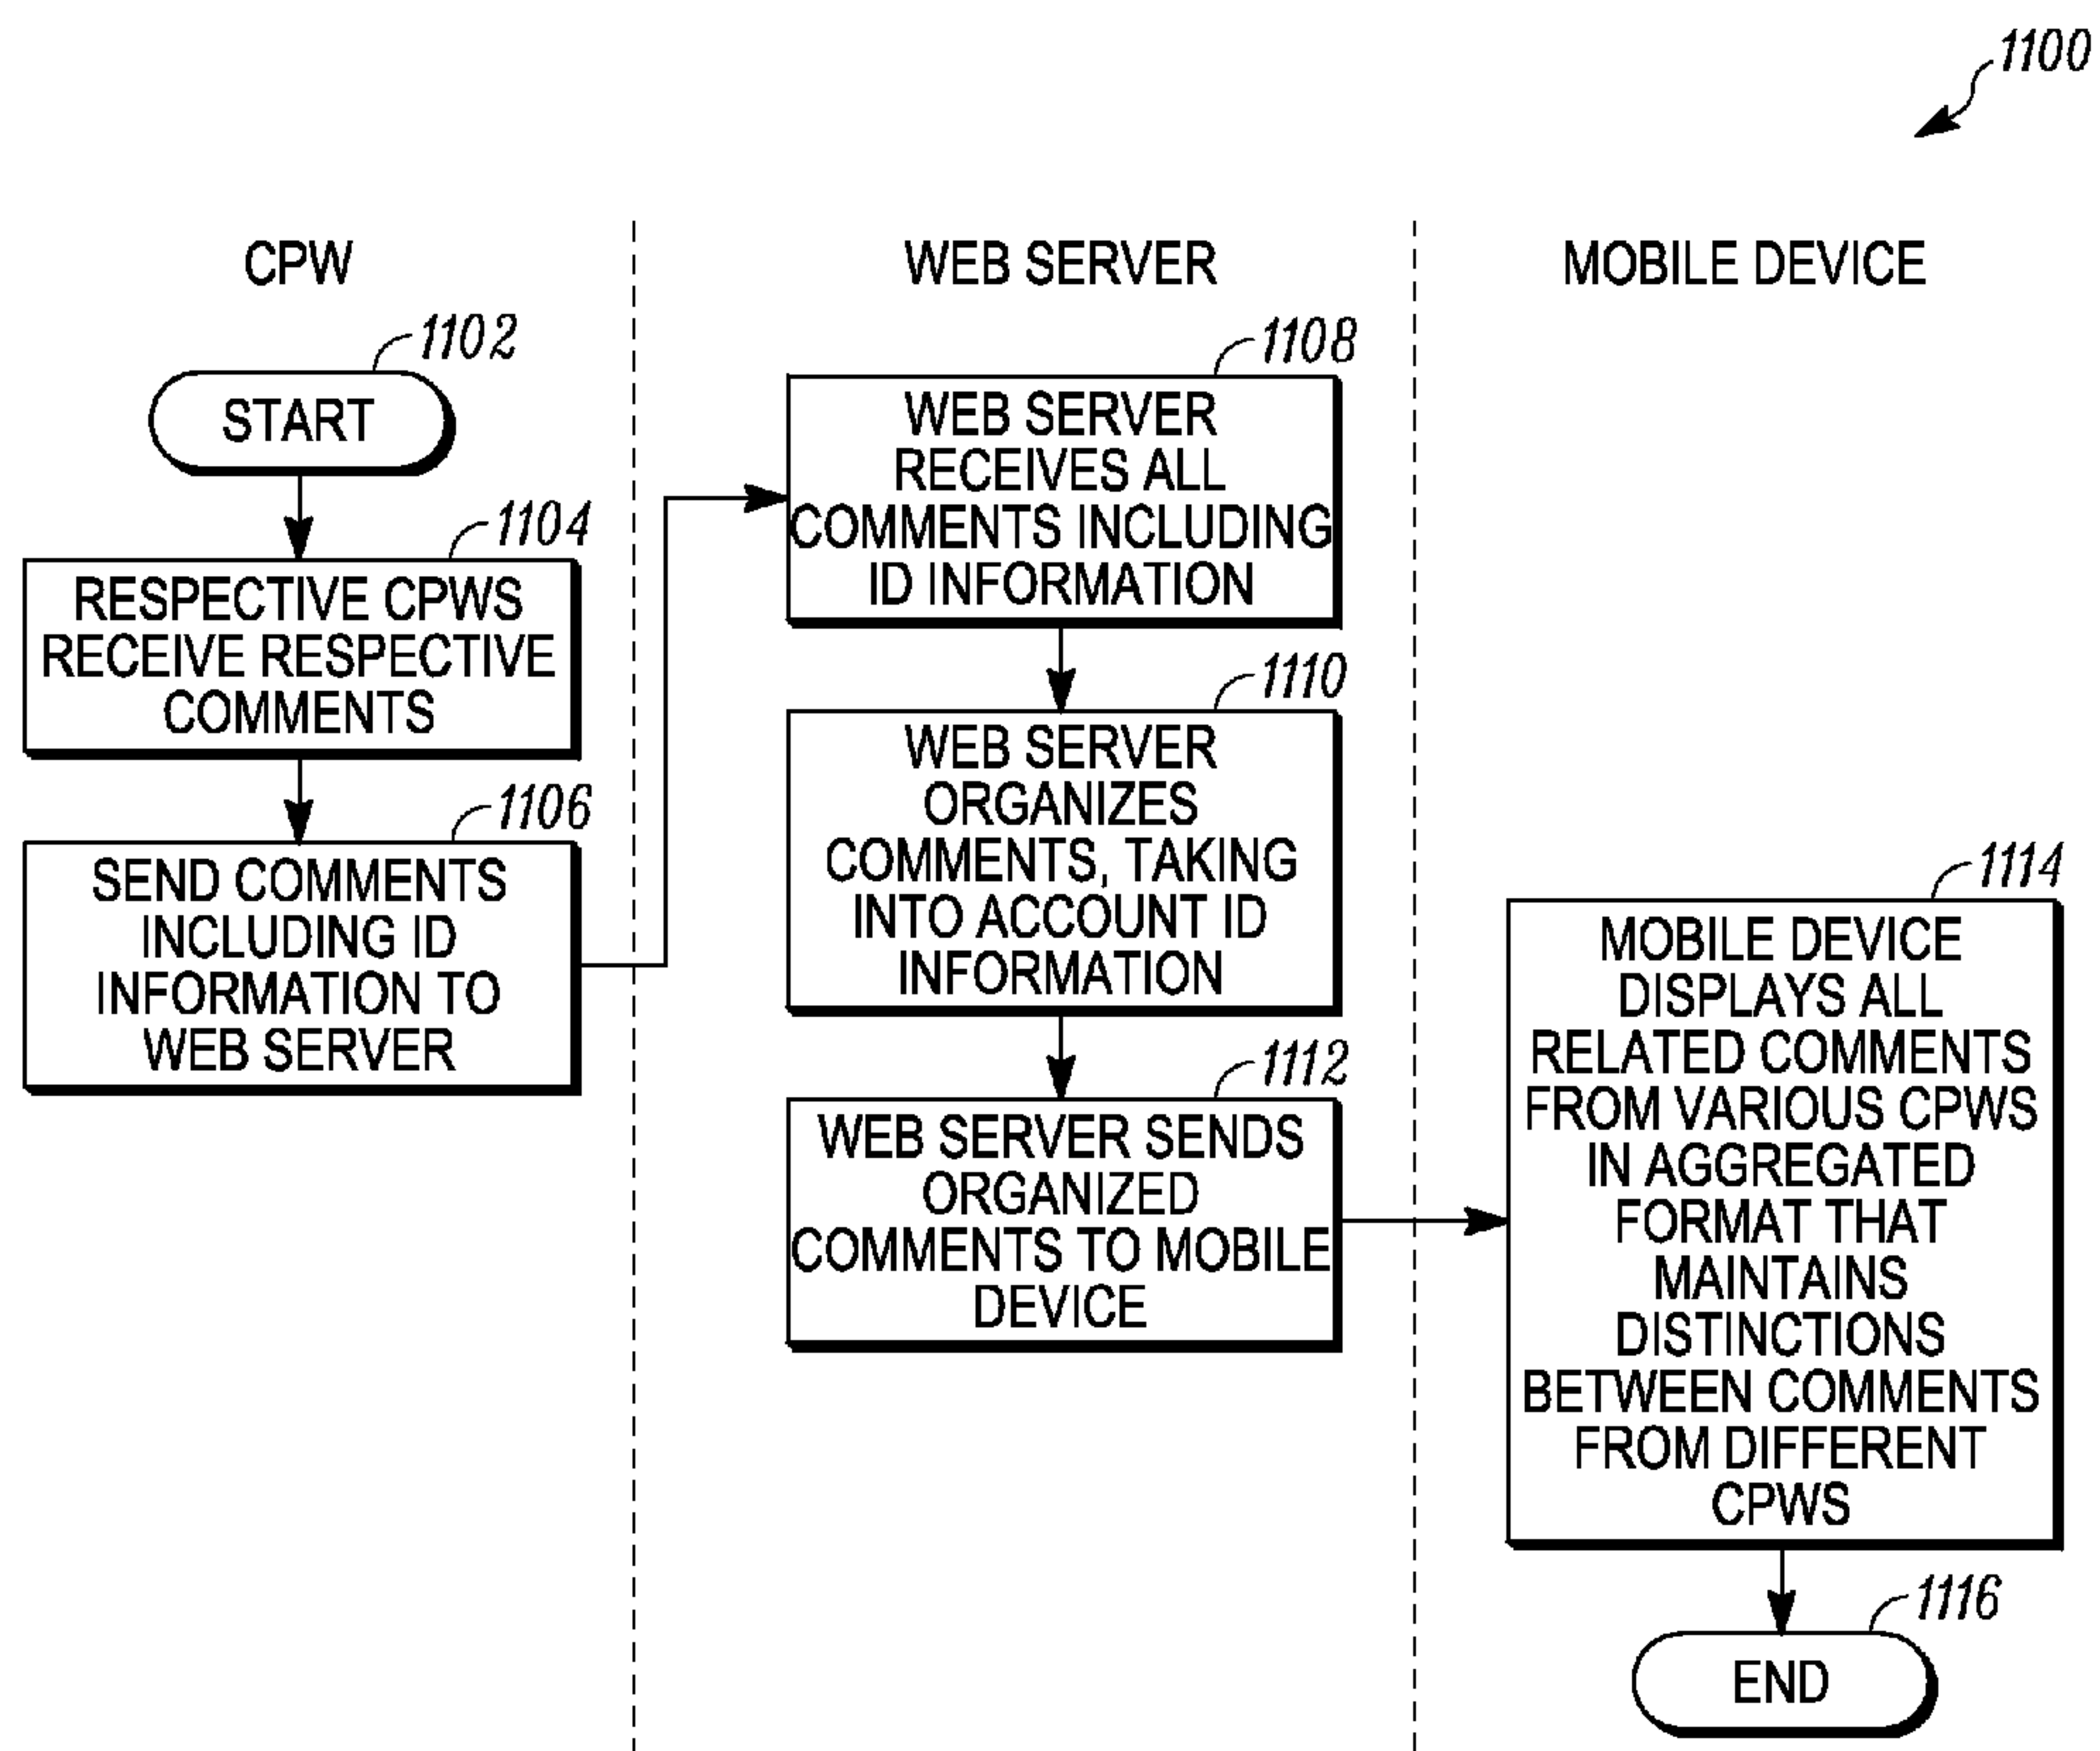 1100
CPW
WEB SERVER
MOBILE DEVICE
1102
START
1104
RESPECTIVE CPWS
RECEIVE RESPECTIVE
COMMENTS
1106
SEND COMMENTS
INCLUDING ID
INFORMATION TO
WEB SERVER
1108
WEB SERVER
RECEIVES ALL
COMMENTS INCLUDING
ID INFORMATION
1110
WEB SERVER
ORGANIZES
COMMENTS, TAKING
INTO ACCOUNT ID
INFORMATION
1112
WEB SERVER SENDS
ORGANIZED
COMMENTS TO MOBILE
DEVICE
1114
MOBILE DEVICE
DISPLAYS ALL
RELATED COMMENTS
FROM VARIOUS CPWS
IN AGGREGATED
FORMAT THAT
MAINTAINS
DISTINCTIONS
BETWEEN COMMENTS
FROM DIFFERENT
CPWS
1116
END